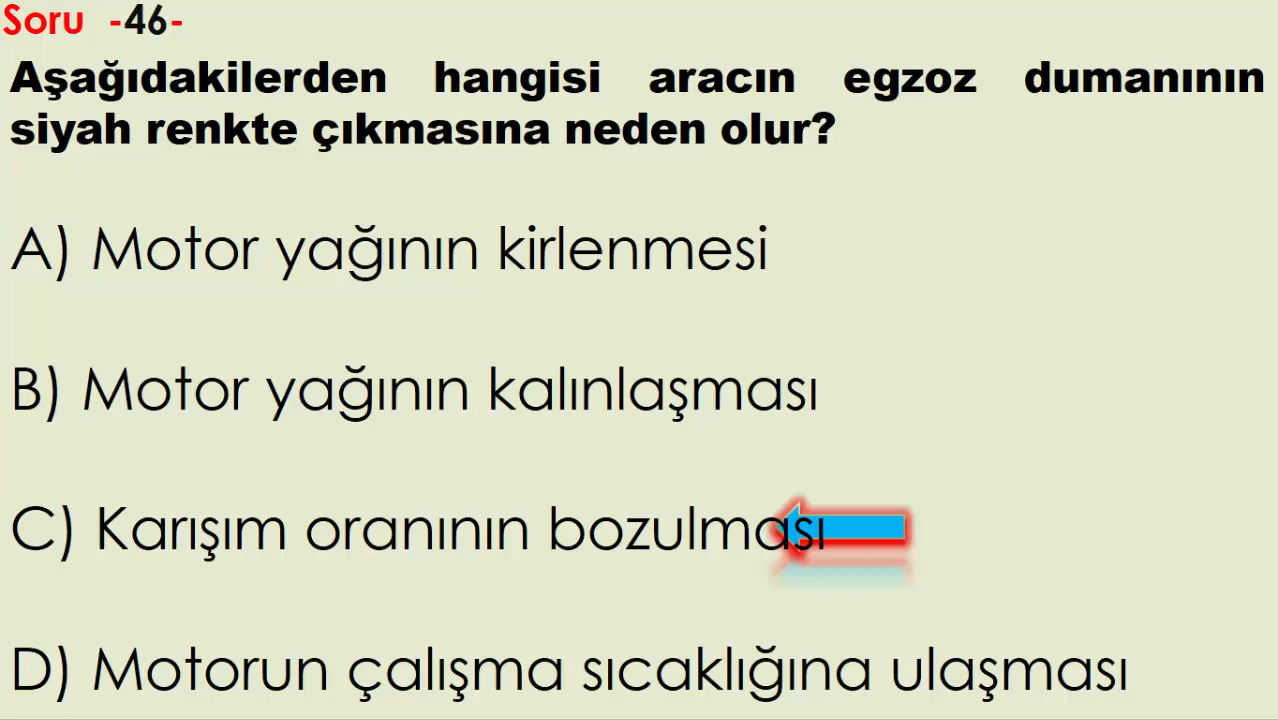 Soru -46-
Aşağıdakilerden hangisi aracın egzoz dumanının
siyah renkte çıkmasına neden olur?
A) Motor yağının kirlenmesi
B) Motor yağının kalınlaşması
C) Karışım oranının bozulması
D) Motorun çalışma sıcaklığına ulaşması